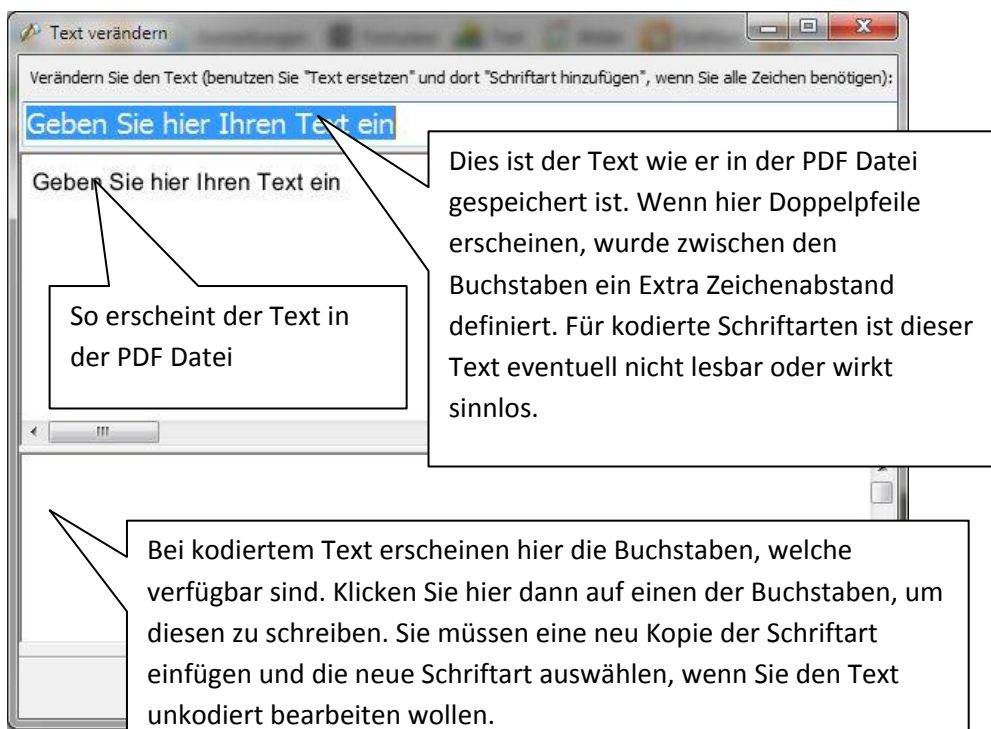 Text verändern
Verändern Sie den Text (benutzen Sie "Text ersetzen" und dort "Schriftart hinzufügen", wenn Sie alle Zeichen benötigen):
Geben Sie hier Ihren Text ein
Geben Sie hier Ihren Text ein
Dies ist der Text wie er in der PDF Datei
gespeichert ist. Wenn hier Doppelpfeile
erscheinen, wurde zwischen den
Buchstaben ein Extra Zeichenabstand
definiert. Für kodierte Schriftarten ist dieser
Text eventuell nicht lesbar oder wirkt
sinnlos.
So erscheint der Text in
der PDF Datei
Bei kodiertem Text erscheinen hier die Buchstaben, welche
verfügbar sind. Klicken Sie hier dann auf einen der Buchstaben, um
diesen zu schreiben. Sie müssen eine neu Kopie der Schriftart
einfügen und die neue Schriftart auswählen, wenn Sie den Text
unkodiert bearbeiten wollen.